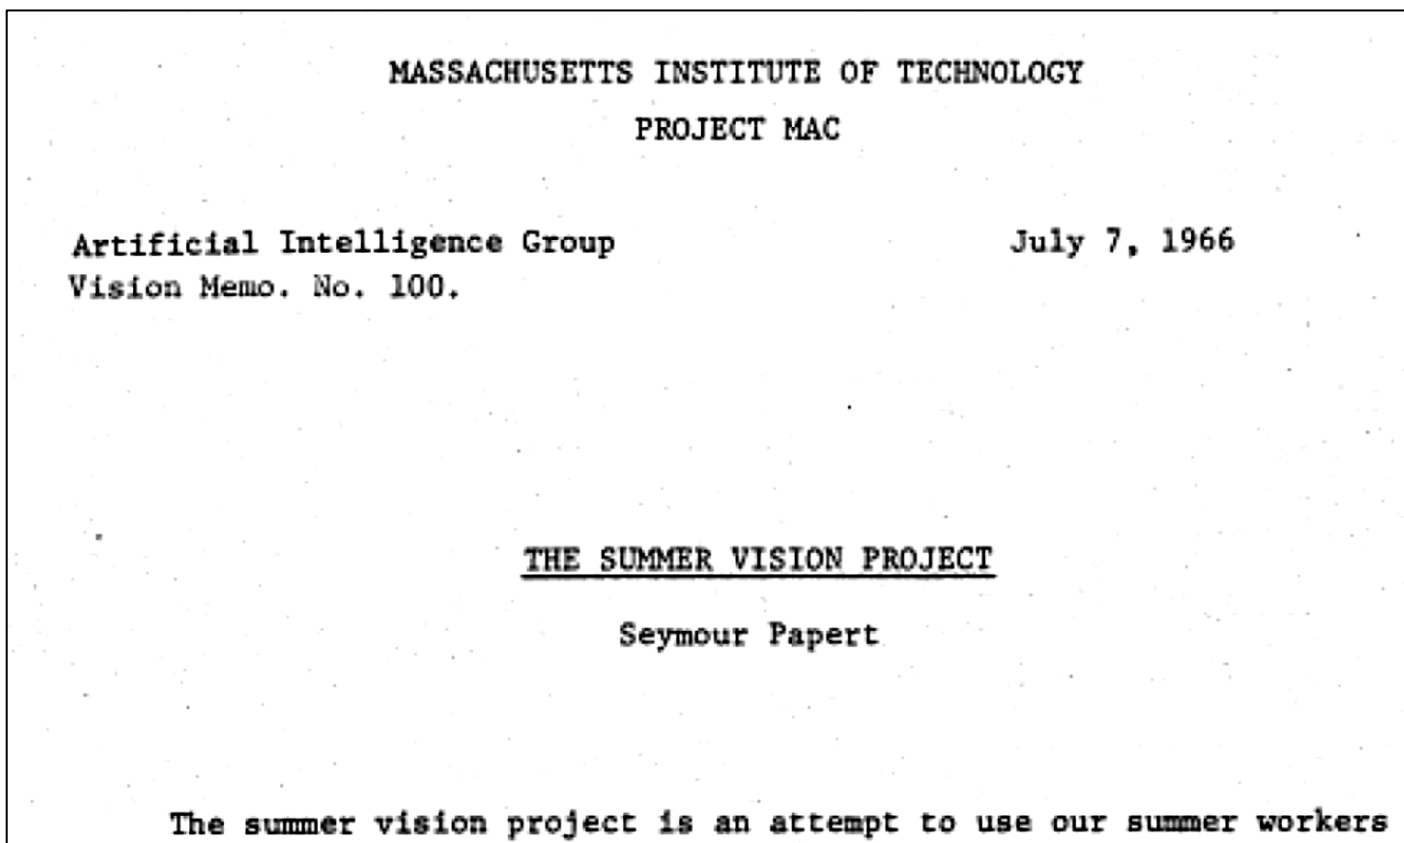 MASSACHUSETTS INSTITUTE OF TECHNOLOGY
PROJECT MAC
Artificial Intelligence Group July 7, 1966
Vision Memo. No. 100.
THE SUMMER VISION PROJECT
Seymour Papert
The summer vision project is an attempt to use our summer workers